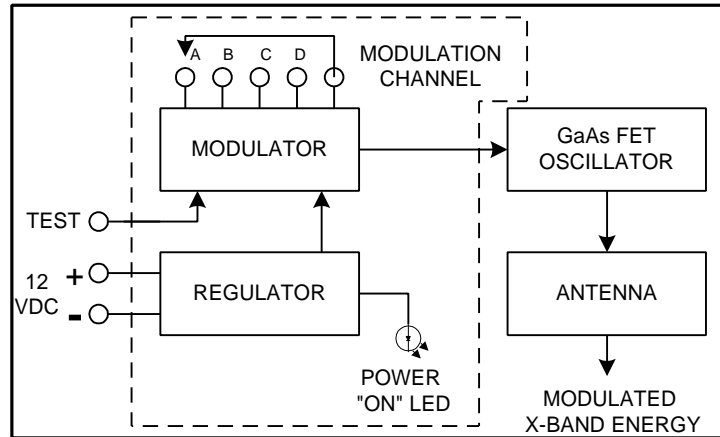 A B C D
MODULATION
CHANNEL
MODULATOR
GaAs FET
OSCILLATOR
TEST
12
VDC
+
-
REGULATOR
ANTENNA
POWER
"ON" LED
MODULATED
X-BAND ENERGY